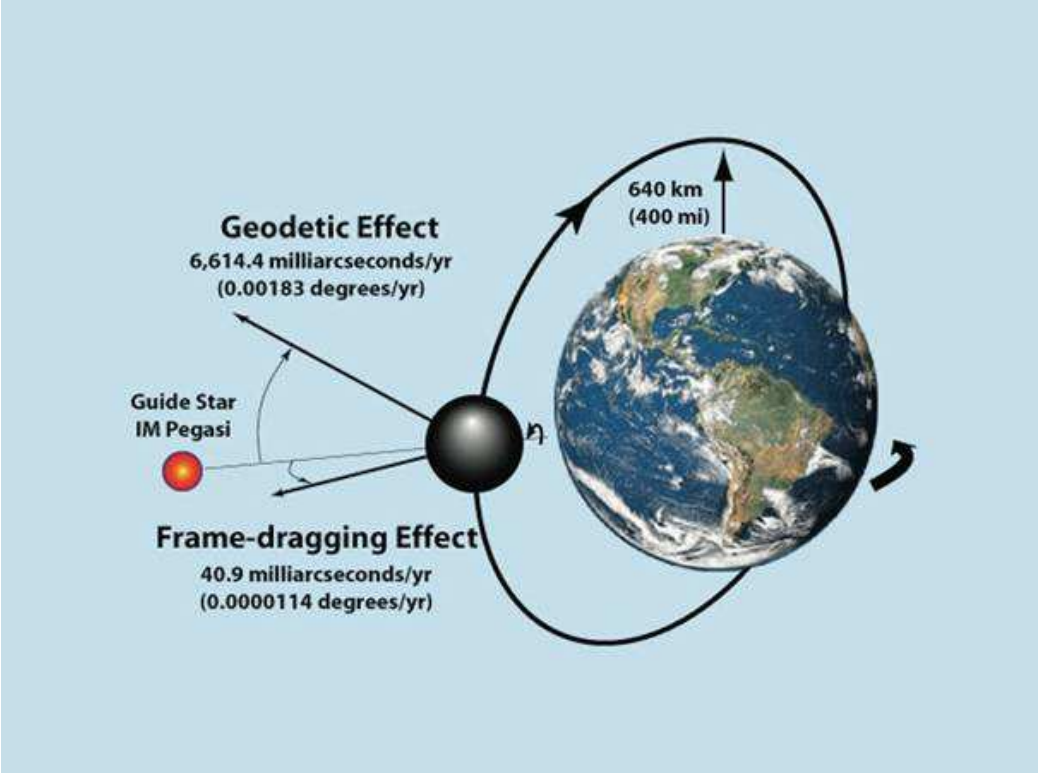 640 km
(400 mi)
Geodetic Effect
6,614.4 milliarcseconds/yr
(0.00183 degrees/yr)
Guide Star
IM Pegasi
Frame-dragging Effect
40.9 milliarcseconds/yr
(0.0000114 degrees/yr)